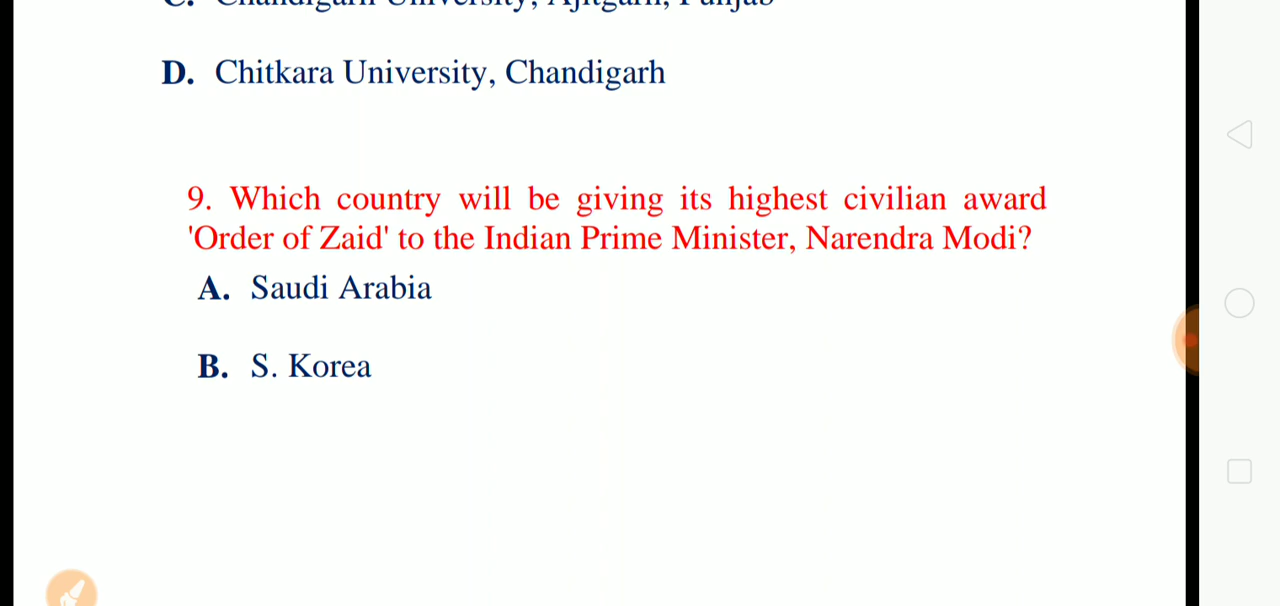 D. Chitkara University, Chandigarh
9. Which country will be giving its highest civilian award
'Order of Zaid' to the Indian Prime Minister, Narendra Modi?
A. Saudi Arabia
B. S. Korea